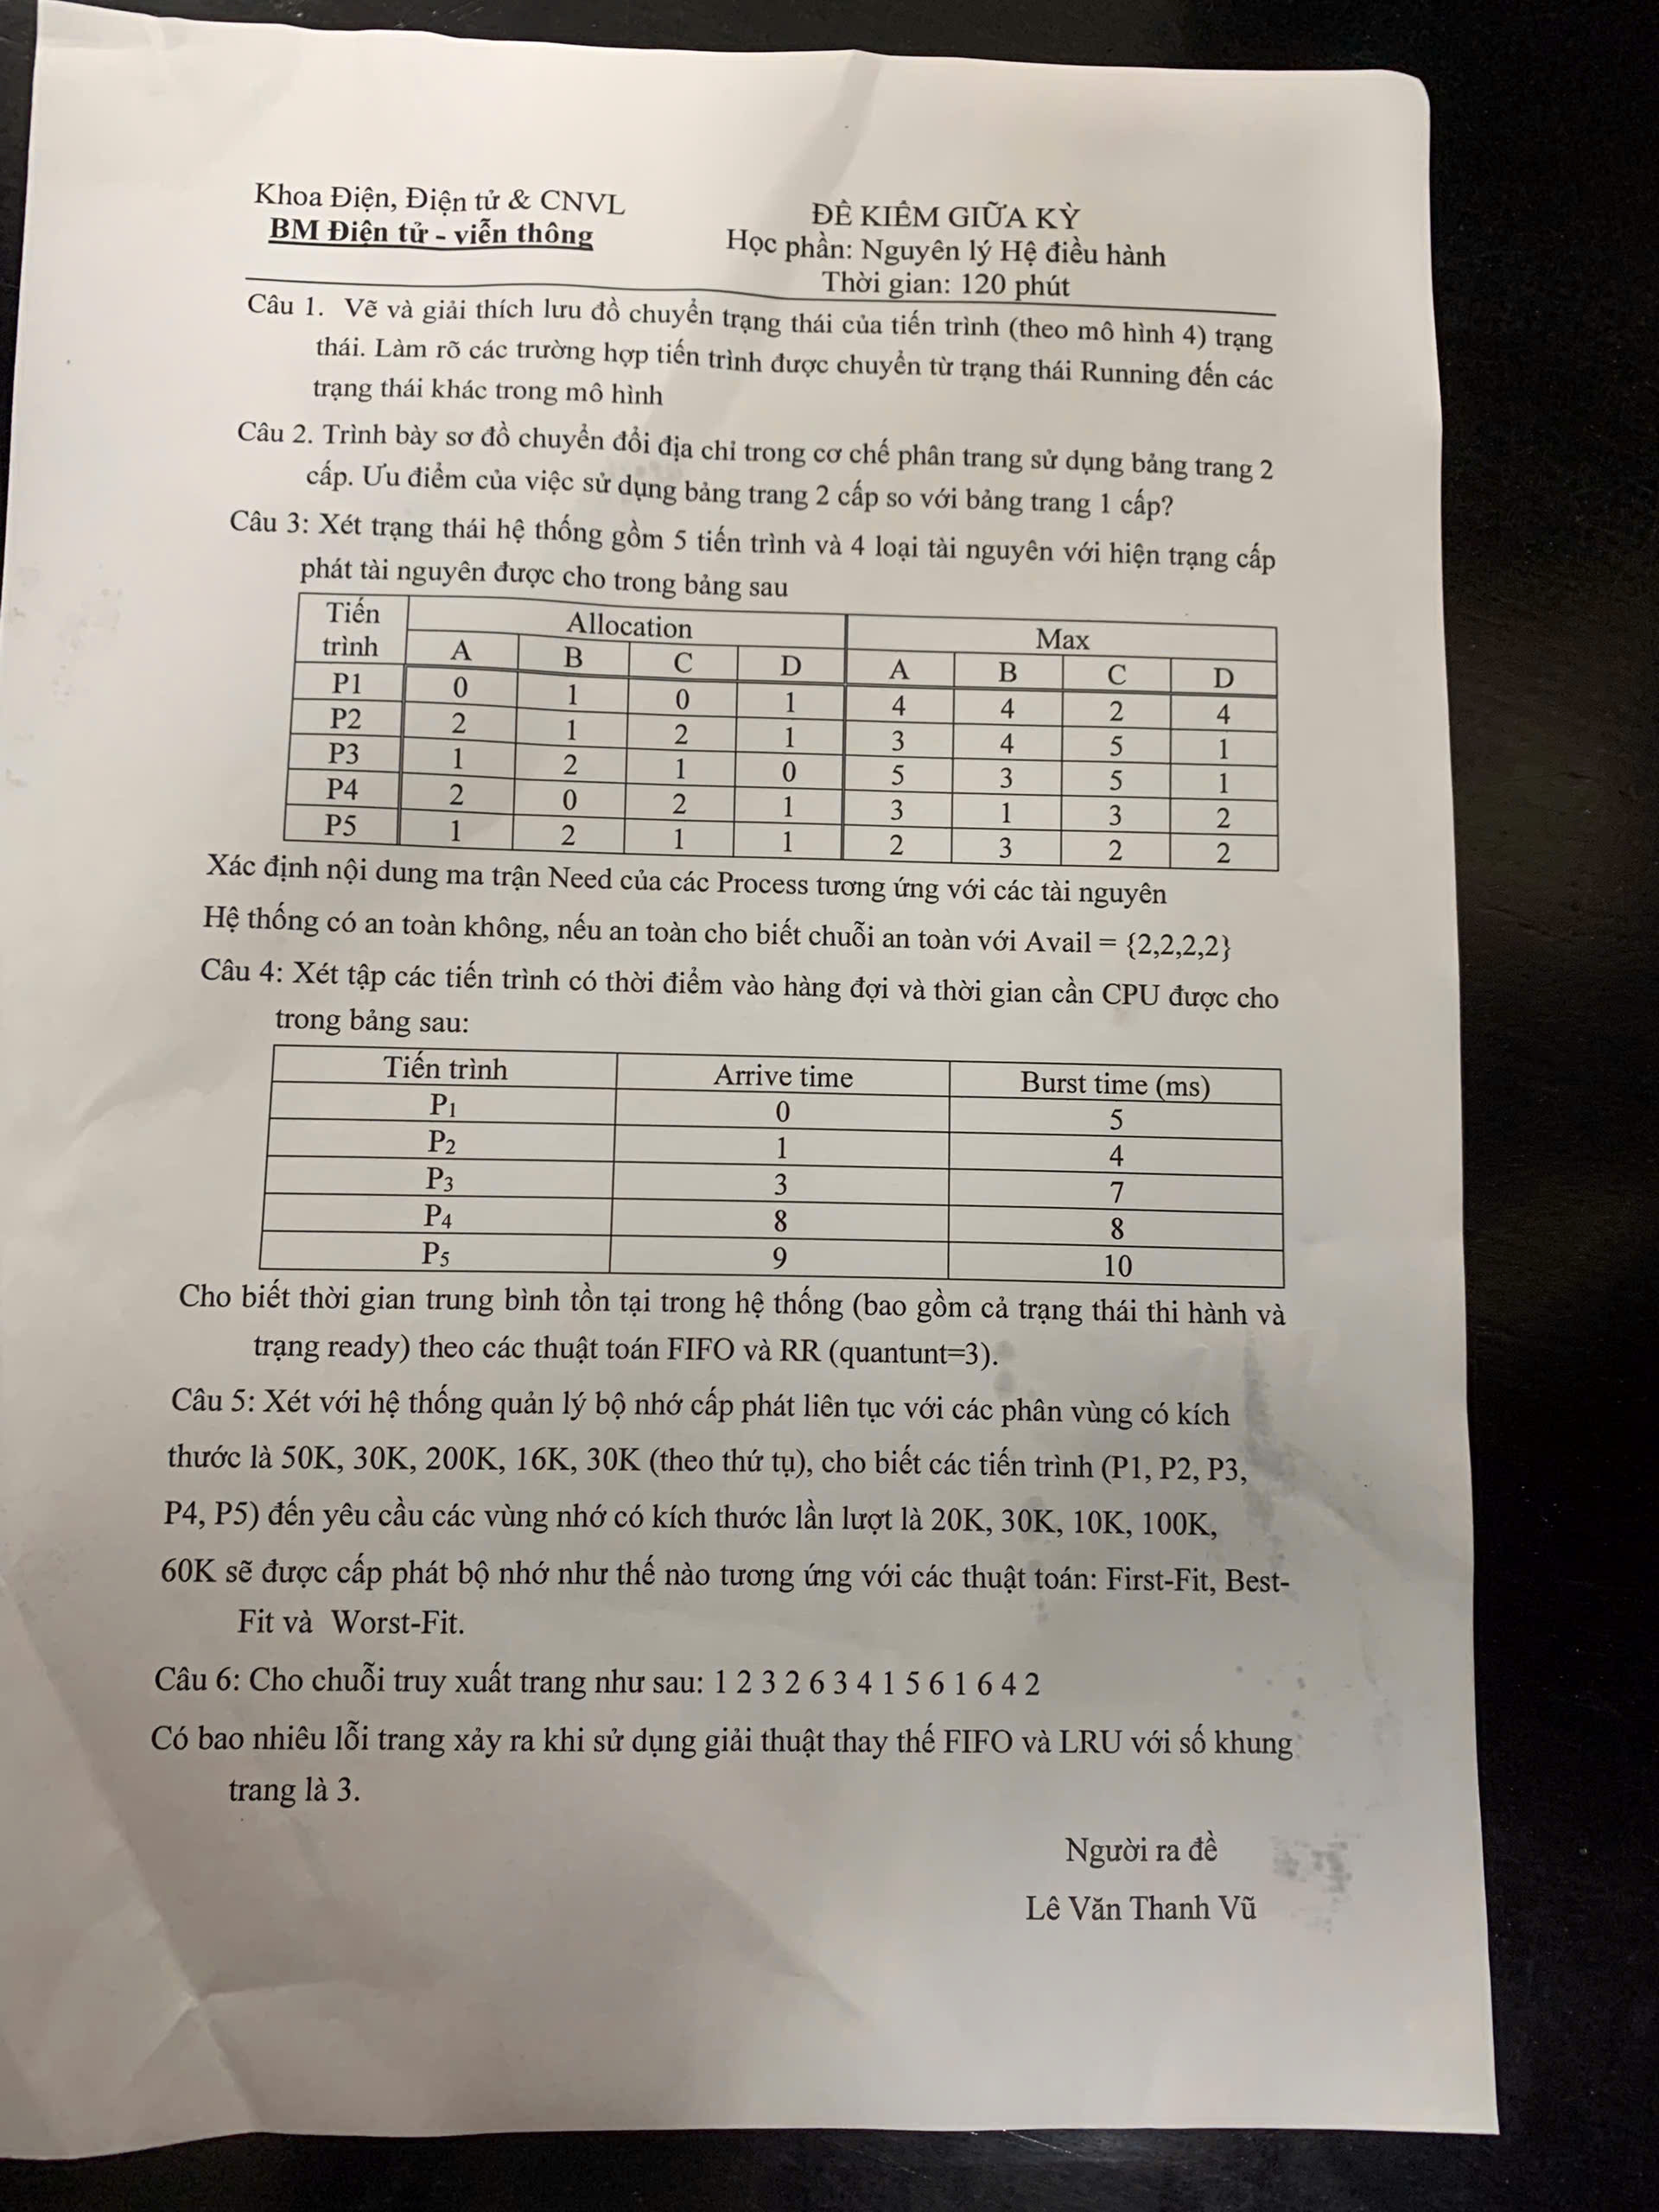 Khoa Điện, Điện tử & CNVL
BM Điện tử - viễn thông
ĐỀ KIỂM GIỮA KỲ
Học phần: Nguyên lý Hệ điều hành
Thời gian: 120 phút
Câu 1. Vẽ và giải thích lưu đồ chuyển trạng thái của tiến trình (theo mô hình 4) trạng
thái. Làm rõ các trường hợp tiến trình được chuyển từ trạng thái Running đến các
trạng thái khác trong mô hình
Câu 2. Trình bày sơ đồ chuyển đổi địa chỉ trong cơ chế phân trang sử dụng bảng trang 2
cấp. Ưu điểm của việc sử dụng bảng trang 2 cấp so với bảng trang 1 cấp?
Câu 3: Xét trạng thái hệ thống gồm 5 tiến trình và 4 loại tài nguyên với hiện trạng cấp
phát tài nguyên được cho trong bảng sau
Tiến trình Allocation Max
A B C D A B C D
P1 0 1 0 1 4 4 2 4
P2 2 1 2 1 3 4 5 1
P3 1 2 1 0 5 3 5 1
P4 2 0 2 1 3 1 3 2
P5 1 2 1 1 2 3 2 2
Xác định nội dung ma trận Need của các Process tương ứng với các tài nguyên
Hệ thống có an toàn không, nếu an toàn cho biết chuỗi an toàn với Avail = {2,2,2,2}
Câu 4: Xét tập các tiến trình có thời điểm vào hàng đợi và thời gian cần CPU được cho
trong bảng sau:
Tiến trình Arrive time Burst time (ms)
P1 0 5
P2 1 4
P3 3 7
P4 8 8
P5 9 10
Cho biết thời gian trung bình tồn tại trong hệ thống (bao gồm cả trạng thái thi hành và
trạng ready) theo các thuật toán FIFO và RR (quantunt=3).
Câu 5: Xét với hệ thống quản lý bộ nhớ cấp phát liên tục với các phân vùng có kích
thước là 50K, 30K, 200K, 16K, 30K (theo thứ tụ), cho biết các tiến trình (P1, P2, P3,
P4, P5) đến yêu cầu các vùng nhớ có kích thước lần lượt là 20K, 30K, 10K, 100K,
60K sẽ được cấp phát bộ nhớ như thế nào tương ứng với các thuật toán: First-Fit, Best-
Fit và Worst-Fit.
Câu 6: Cho chuỗi truy xuất trang như sau: 1 2 3 2 6 3 4 1 5 6 1 6 4 2
Có bao nhiêu lỗi trang xảy ra khi sử dụng giải thuật thay thế FIFO và LRU với số khung
trang là 3.
Người ra đề
Lê Văn Thanh Vũ